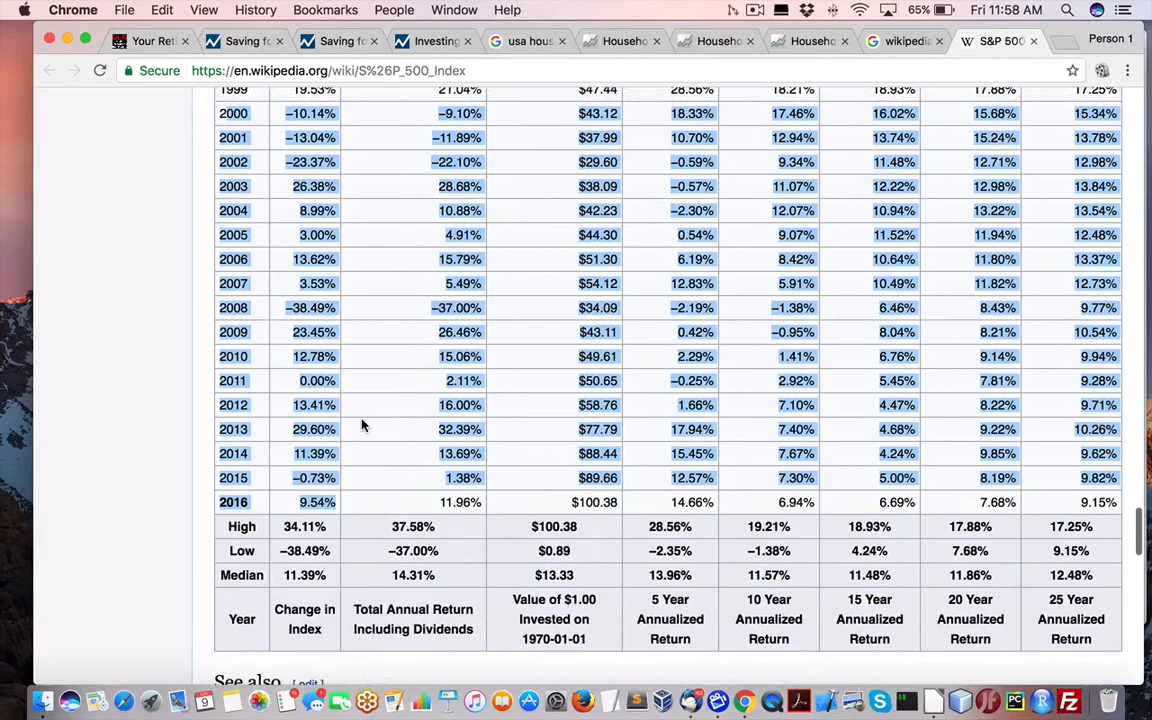 Chrome File Edit View History Bookmarks People Window Help 65% Fri 11:58 AM
Your Reti Saving fo Saving fo Investing usa hous Househo Househo Househo wikipedia S&P 500 Person 1
Secure https://en.wikipedia.org/wiki/S%26P_500_Index
1999 19.53% 21.04% $47.44 28.56% 18.21% 18.93% 17.88% 17.25%
2000 −10.14% −9.10% $43.12 18.33% 17.46% 16.02% 15.68% 15.34%
2001 −13.04% −11.89% $37.99 10.70% 12.94% 13.74% 15.24% 13.78%
2002 −23.37% −22.10% $29.60 −0.59% 9.34% 11.48% 12.71% 12.98%
2003 26.38% 28.68% $38.09 −0.57% 11.07% 12.22% 12.98% 13.84%
2004 8.99% 10.88% $42.23 −2.30% 12.07% 10.94% 13.22% 13.54%
2005 3.00% 4.91% $44.30 0.54% 9.07% 11.52% 11.94% 12.48%
2006 13.62% 15.79% $51.30 6.19% 8.42% 10.64% 11.80% 13.37%
2007 3.53% 5.49% $54.12 12.83% 5.91% 10.49% 11.82% 12.73%
2008 −38.49% −37.00% $34.09 −2.19% −1.38% 6.46% 8.43% 9.77%
2009 23.45% 26.46% $43.11 0.42% −0.95% 8.04% 8.21% 10.54%
2010 12.78% 15.06% $49.61 2.29% 1.41% 6.76% 9.14% 9.94%
2011 0.00% 2.11% $50.65 −0.25% 2.92% 5.45% 7.81% 9.28%
2012 13.41% 16.00% $58.76 1.66% 7.10% 4.47% 8.22% 9.71%
2013 29.60% 32.39% $77.79 17.94% 7.40% 4.68% 9.22% 10.26%
2014 11.39% 13.69% $88.44 15.45% 7.67% 4.24% 9.85% 9.62%
2015 −0.73% 1.38% $89.66 12.57% 7.30% 5.00% 8.19% 9.82%
2016 9.54% 11.96% $100.38 14.66% 6.94% 6.69% 7.68% 9.15%
High 34.11% 37.58% $100.38 28.56% 19.21% 18.93% 17.88% 17.25%
Low −38.49% −37.00% $0.89 −2.35% −1.38% 4.24% 7.68% 9.15%
Median 11.39% 14.31% $13.33 13.96% 11.57% 11.48% 11.86% 12.48%
Year Change in Index Total Annual Return Including Dividends Value of $1.00 Invested on 1970-01-01 5 Year Annualized Return 10 Year Annualized Return 15 Year Annualized Return 20 Year Annualized Return 25 Year Annualized Return
See also [edit]